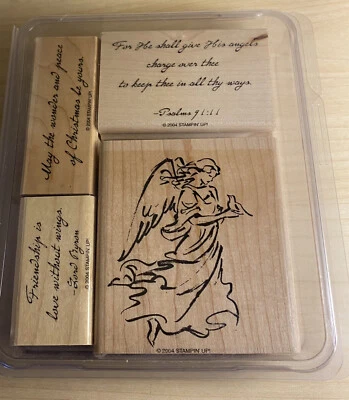 May the wonder and peace
of Christmas be yours.
© 2004 STAMPIN' UP!
For He shall give His angels
charge over thee
to keep thee in all thy ways.
-Psalms 91:11
© 2004 STAMPIN' UP!
Friendship is
love without wings.
-Lord Byron
© 2004 STAMPIN' UP!
© 2004 STAMPIN' UP!